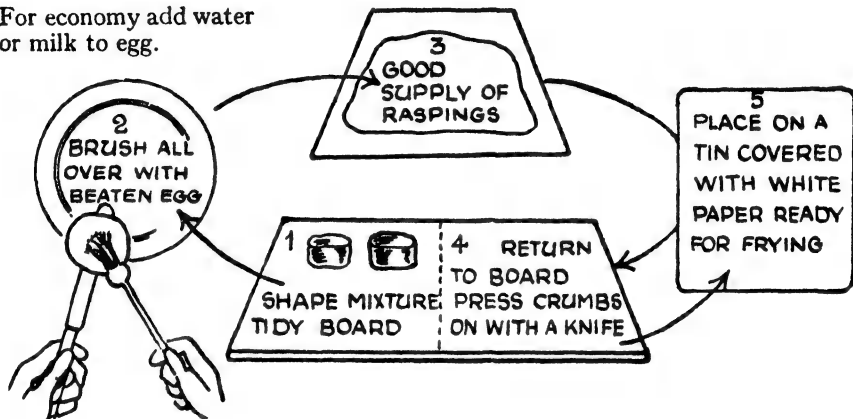 For economy add water
or milk to egg.
1
SHAPE MIXTURE
TIDY BOARD
2
BRUSH ALL
OVER WITH
BEATEN EGG
3
GOOD
SUPPLY OF
RASPINGS
4 RETURN
TO BOARD
PRESS CRUMBS
ON WITH A KNIFE
5
PLACE ON A
TIN COVERED
WITH WHITE
PAPER READY
FOR FRYING